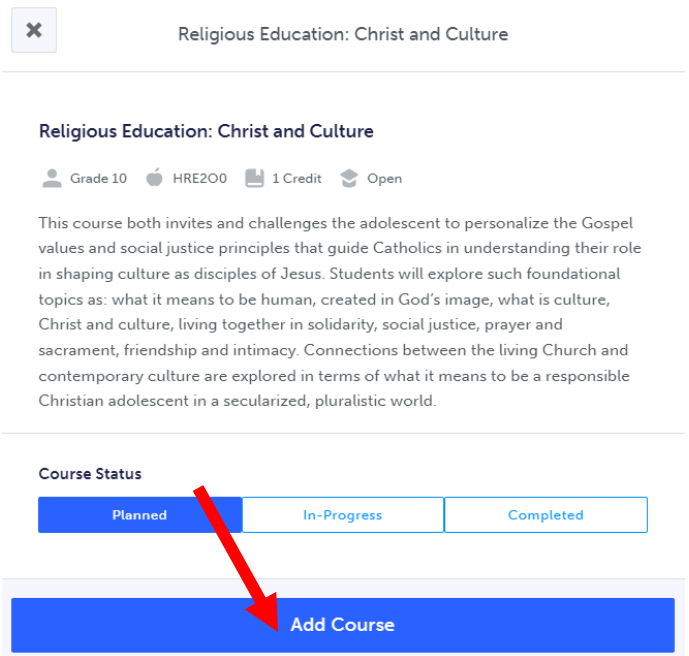 Religious Education: Christ and Culture
Religious Education: Christ and Culture
Grade 10 HRE2O0 1 Credit Open
This course both invites and challenges the adolescent to personalize the Gospel
values and social justice principles that guide Catholics in understanding their role
in shaping culture as disciples of Jesus. Students will explore such foundational
topics as: what it means to be human, created in God's image, what is culture,
Christ and culture, living together in solidarity, social justice, prayer and
sacrament, friendship and intimacy. Connections between the living Church and
contemporary culture are explored in terms of what it means to be a responsible
Christian adolescent in a secularized, pluralistic world.
Course Status
Planned In-Progress Completed
Add Course